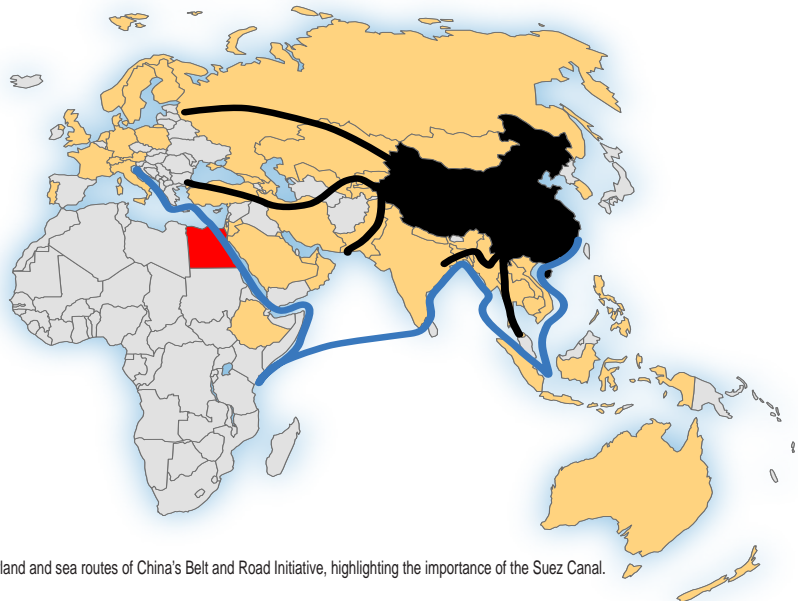 land and sea routes of China's Belt and Road Initiative, highlighting the importance of the Suez Canal.